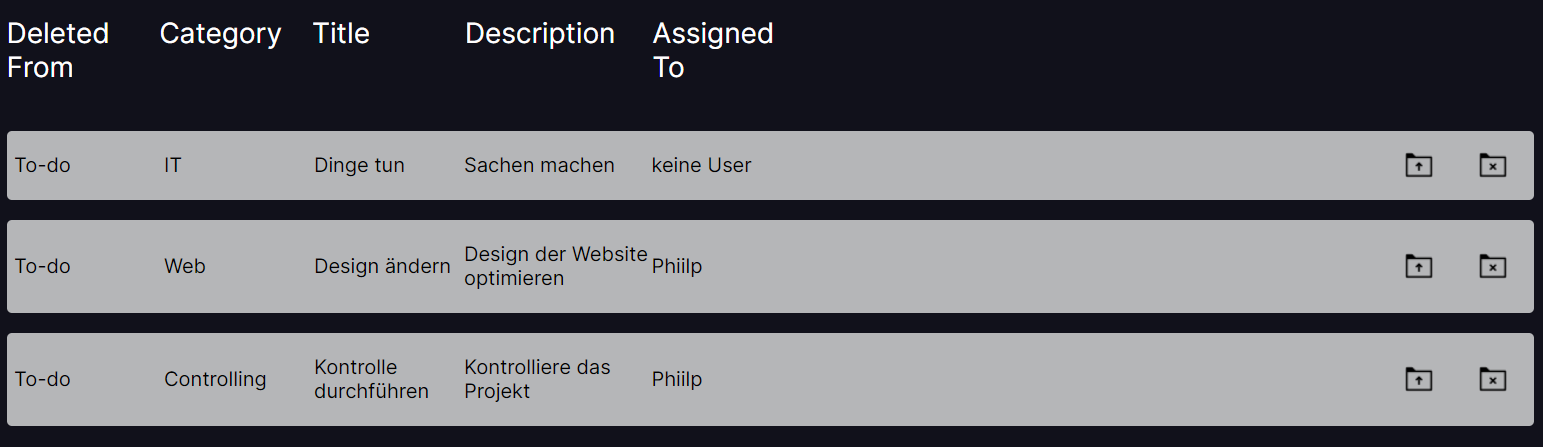 Deleted From Category Title Description Assigned To
To-do IT Dinge tun Sachen machen keine User
To-do Web Design ändern Design der Website optimieren Phiilp
To-do Controlling Kontrolle durchführen Kontrolliere das Projekt Phiilp